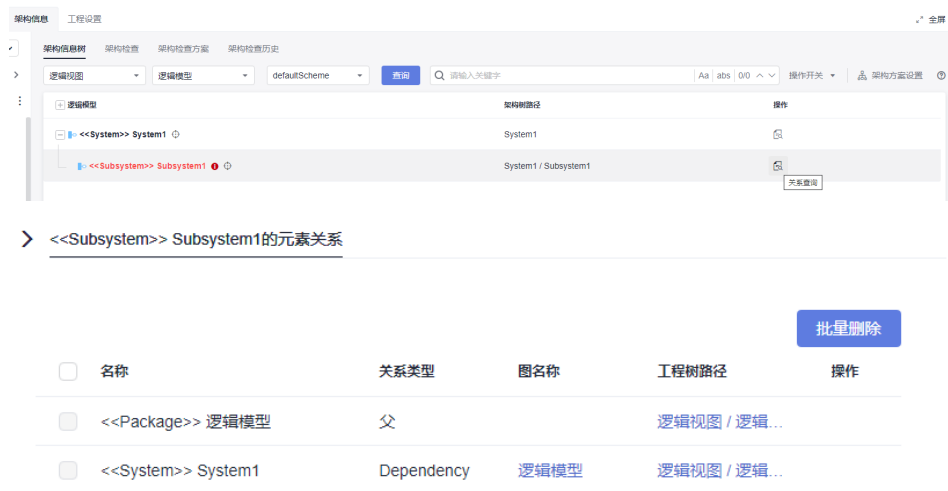 架构信息 工程设置 全屏
架构信息树 架构检查 架构检查方案 架构检查历史
逻辑视图 逻辑模型 defaultScheme 查询 请输入关键字 Aa abs 0/0 操作开关 架构方案设置
逻辑模型 架构树路径 操作
<<System>> System1 System1
<<Subsystem>> Subsystem1 System1 / Subsystem1
关系查询
<<Subsystem>> Subsystem1的元素关系
批量删除
名称 关系类型 图名称 工程树路径 操作
<<Package>> 逻辑模型 父 逻辑视图 / 逻辑...
<<System>> System1 Dependency 逻辑模型 逻辑视图 / 逻辑...